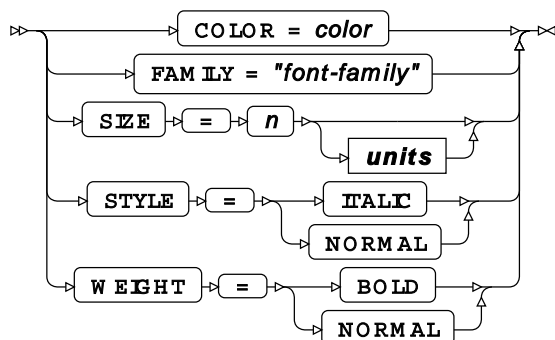 COLOR = color
FAMILY = "font-family"
SIZE = n
units
STYLE = ITALIC
NORMAL
WEIGHT = BOLD
NORMAL